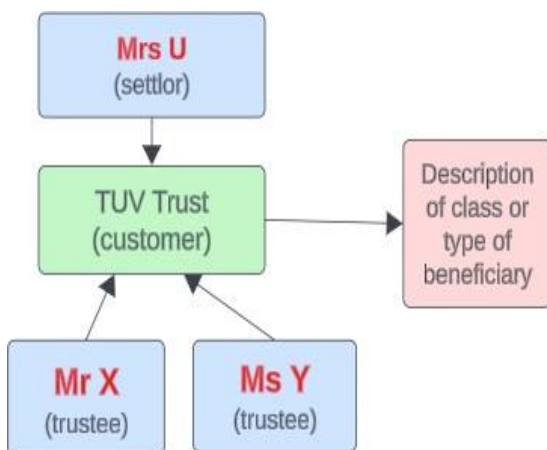 Mrs U
(settlor)
TUV Trust
(customer)
Description
of class or
type of
beneficiary
Mr X
(trustee)
Ms Y
(trustee)